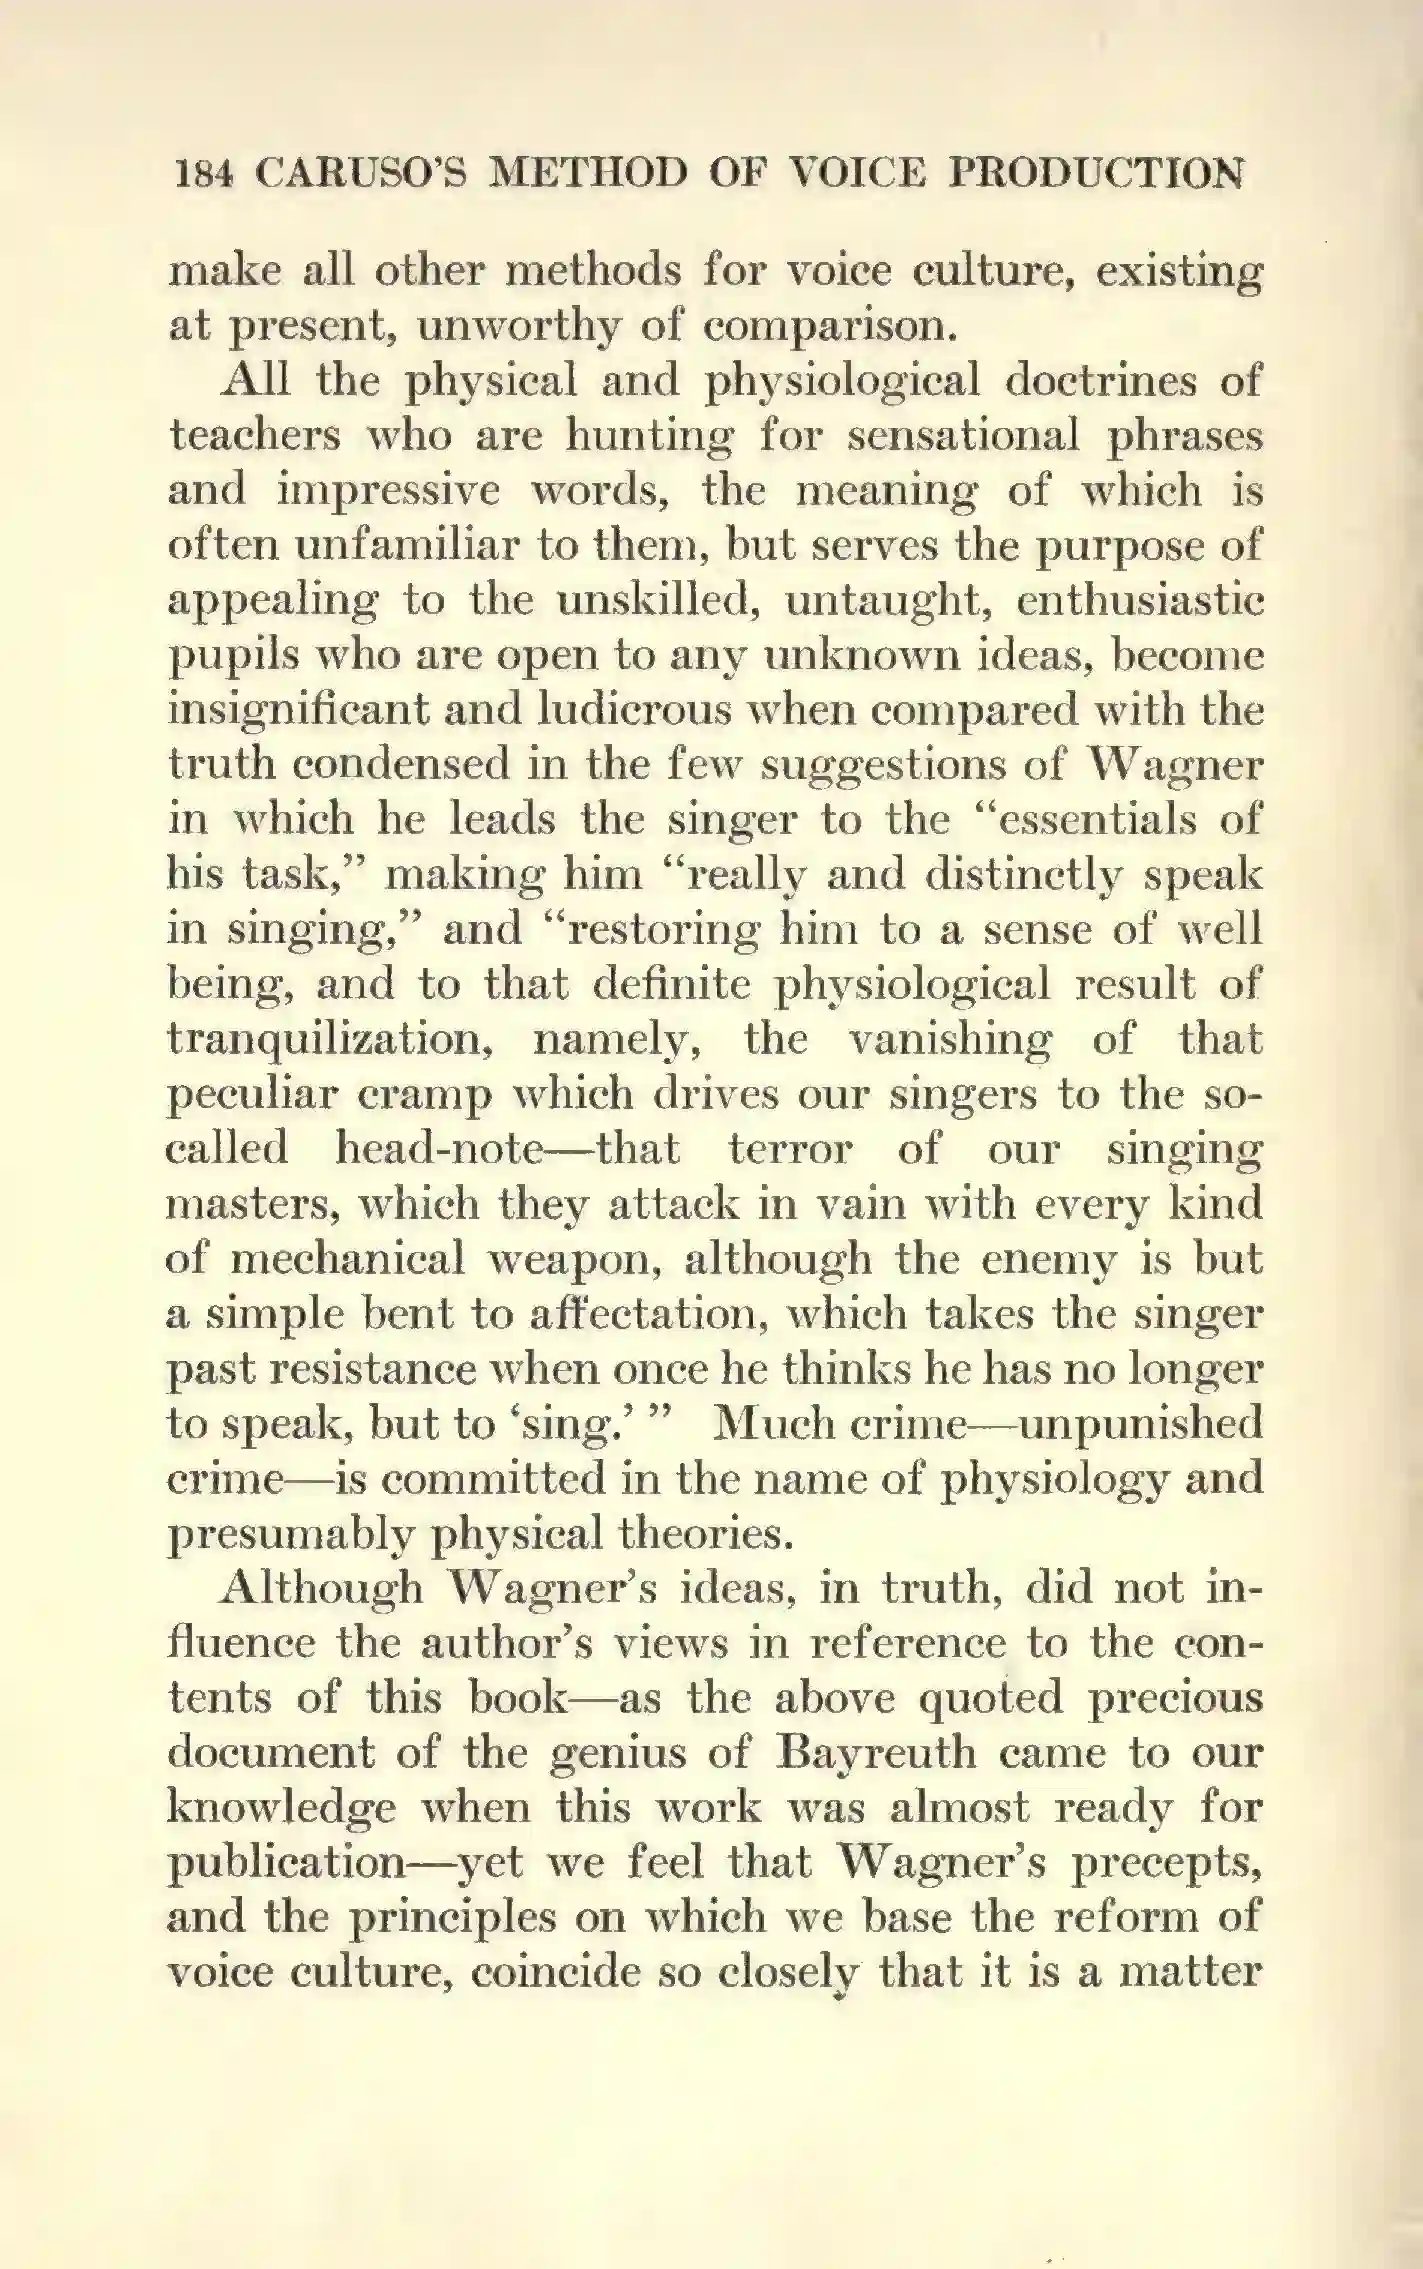 184 CARUSO'S METHOD OF VOICE PRODUCTION
make all other methods for voice culture, existing
at present, unworthy of comparison.
All the physical and physiological doctrines of
teachers who are hunting for sensational phrases
and impressive words, the meaning of which is
often unfamiliar to them, but serves the purpose of
appealing to the unskilled, untaught, enthusiastic
pupils who are open to any unknown ideas, become
insignificant and ludicrous when compared with the
truth condensed in the few suggestions of Wagner
in which he leads the singer to the “essentials of
his task,” making him “really and distinctly speak
in singing,” and “restoring him to a sense of well
being, and to that definite physiological result of
tranquilization, namely, the vanishing of that
peculiar cramp which drives our singers to the so-
called head-note—that terror of our singing
masters, which they attack in vain with every kind
of mechanical weapon, although the enemy is but
a simple bent to affectation, which takes the singer
past resistance when once he thinks he has no longer
to speak, but to ‘sing.’ ” Much crime—unpunished
crime—is committed in the name of physiology and
presumably physical theories.
Although Wagner's ideas, in truth, did not in-
fluence the author's views in reference to the con-
tents of this book—as the above quoted precious
document of the genius of Bayreuth came to our
knowledge when this work was almost ready for
publication—yet we feel that Wagner's precepts,
and the principles on which we base the reform of
voice culture, coincide so closely that it is a matter